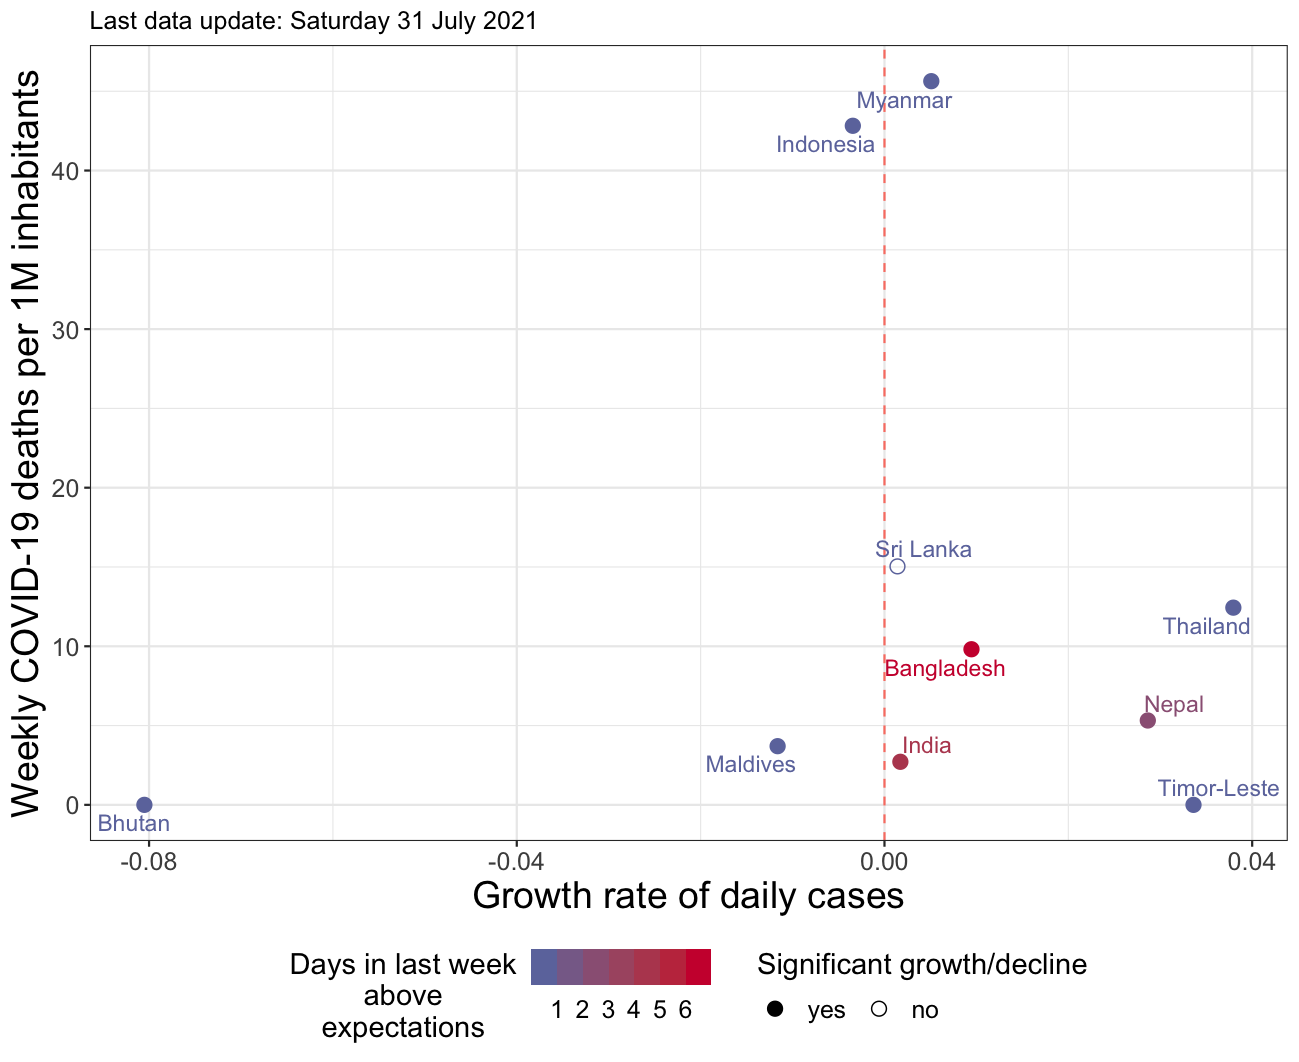 Last data update: Saturday 31 July 2021
Weekly COVID-19 deaths per 1M inhabitants
40
30
20
10
0
Myanmar
Indonesia
Sri Lanka
Thailand
Bangladesh
Nepal
India
Maldives
Timor-Leste
Bhutan
-0.08
-0.04
0.00
0.04
Growth rate of daily cases
Days in last week
above
expectations
1 2 3 4 5 6
Significant growth/decline
yes no